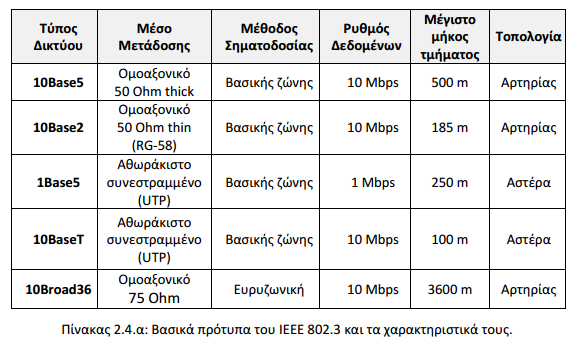 Τύπος Δικτύου Μέσο Μετάδοσης Μέθοδος Σηματοδοσίας Ρυθμός Δεδομένων Μέγιστο μήκος τμήματος Τοπολογία
10Base5 Ομοαξονικό 50 Ohm thick Βασικής ζώνης 10 Mbps 500 m Αρτηρίας
10Base2 Ομοαξονικό 50 Ohm thin (RG-58) Βασικής ζώνης 10 Mbps 185 m Αρτηρίας
1Base5 Αθωράκιστο συνεστραμμένο (UTP) Βασικής ζώνης 1 Mbps 250 m Αστέρα
10BaseT Αθωράκιστο συνεστραμμένο (UTP) Βασικής ζώνης 10 Mbps 100 m Αστέρα
10Broad36 Ομοαξονικό 75 Ohm Ευρυζωνική 10 Mbps 3600 m Αρτηρίας
Πίνακας 2.4.α: Βασικά πρότυπα του IEEE 802.3 και τα χαρακτηριστικά τους.